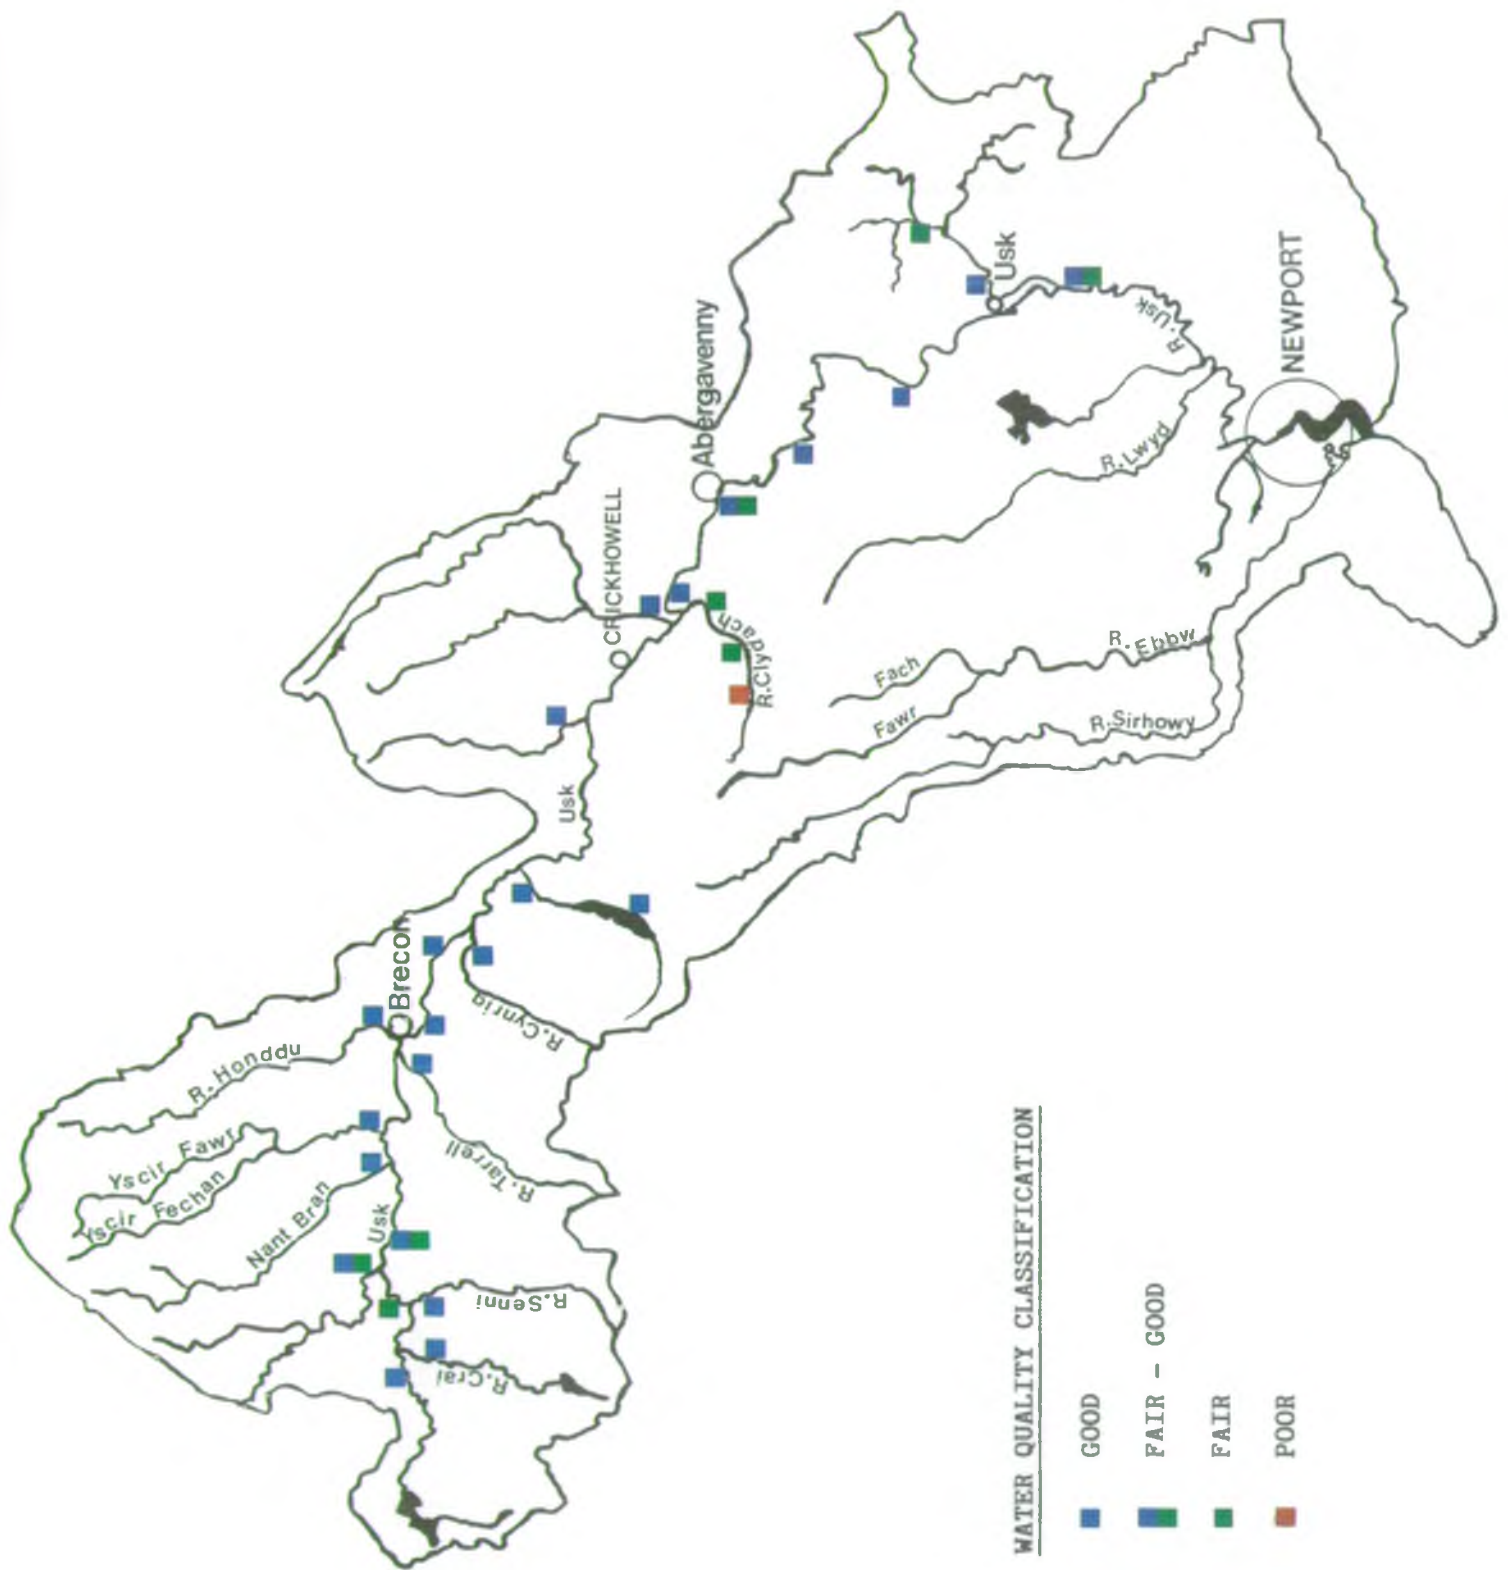 R. Honddu
Yscir Fawr
Yscir Fechan
Nant Bran
Usk
R.Senni
R.Crai
R.Tarrell
R.Cynrig
Brecon
Usk
CRICKHOWELL
Abergavenny
R.Clydach
Usk
R. Usk
R.Lwyd
NEWPORT
Fach
Fawr
R. Ebbw
R.Sirhowy
WATER QUALITY CLASSIFICATION
GOOD
FAIR - GOOD
FAIR
POOR